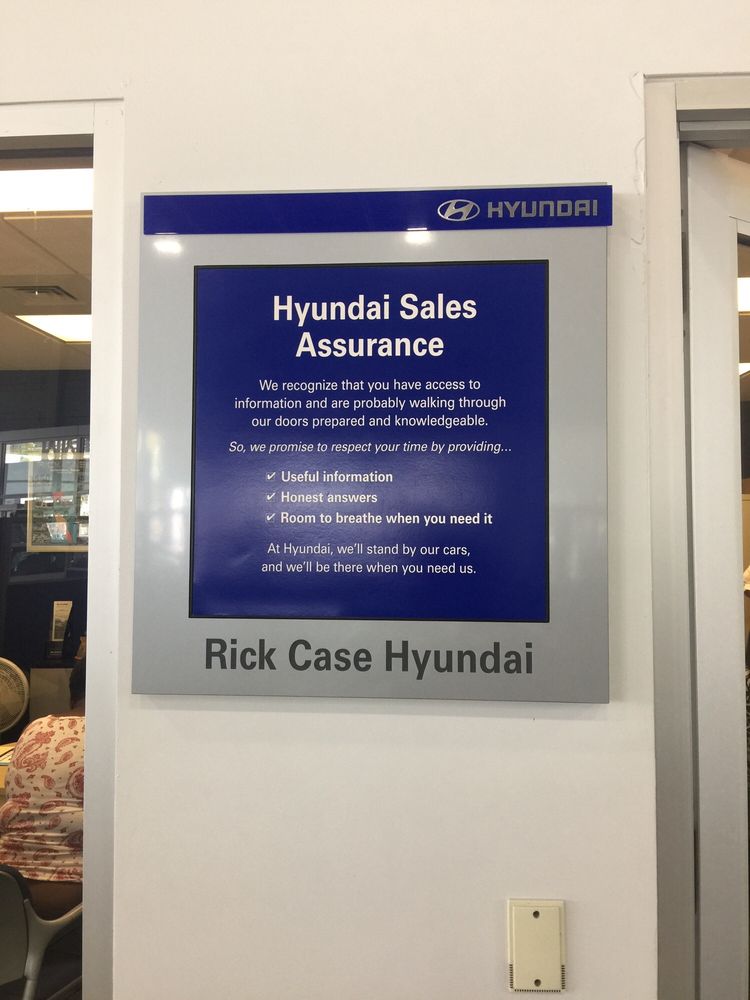 HYUNDAI
Hyundai Sales
Assurance
We recognize that you have access to
information and are probably walking through
our doors prepared and knowledgeable.
So, we promise to respect your time by providing...
✔ Useful information
✔ Honest answers
✔ Room to breathe when you need it
At Hyundai, we'll stand by our cars,
and we'll be there when you need us.
Rick Case Hyundai